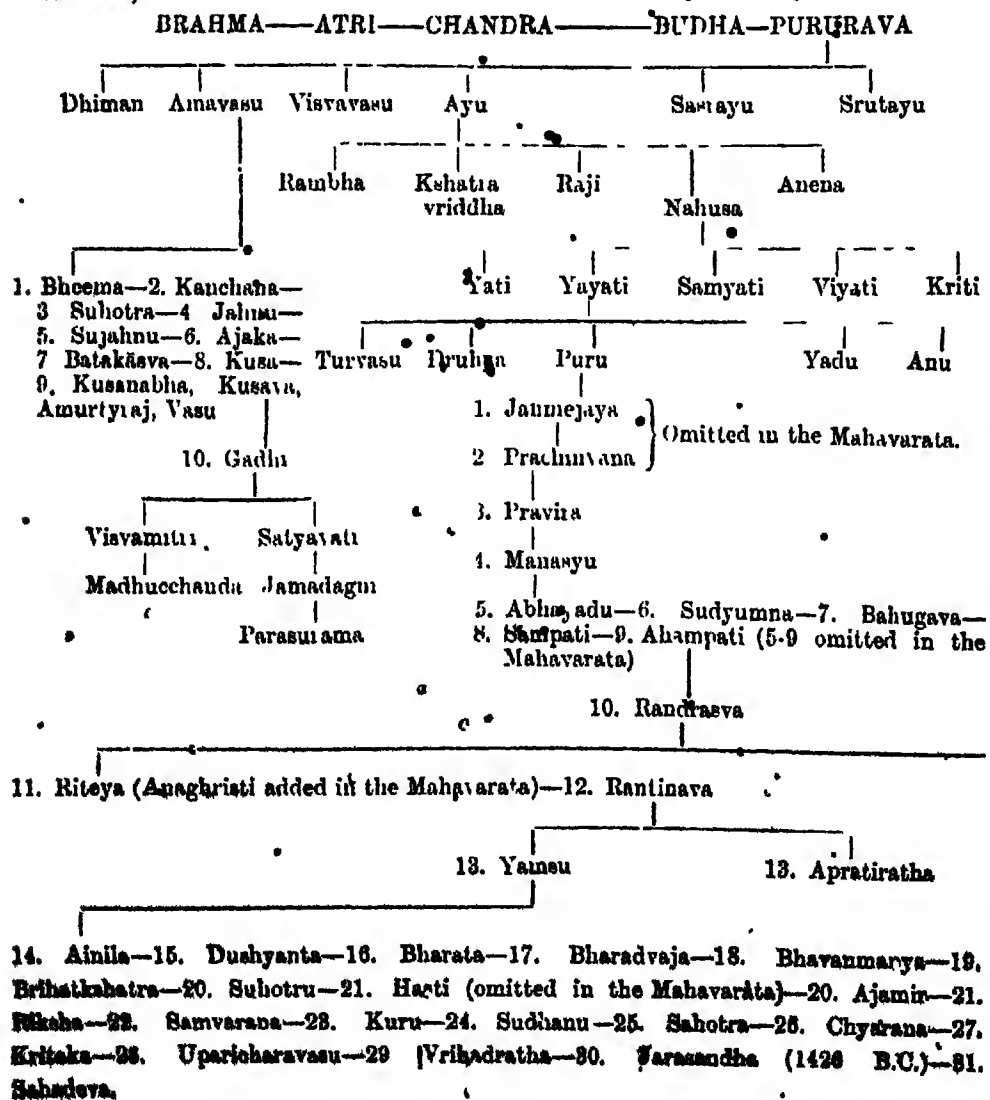 BRAHMA—ATRI—CHANDRA—BUDHA—PURURAVA
Dhiman Amavasu Visvavasu Ayu Satayu Srutayu
Rambha Kshatra Raji Anena
vriddha Nahusa
Yati Yayati Samyati Viyati Kriti
1. Bheema—2. Kanchana—
3 Suhotra—4 Jahnu—
5. Sujahnu—6. Ajaka—
7 Batakasva—8. Kusa— Turvasu Druhya Puru Yadu Anu
9. Kusanabha, Kusava,
Amurtyraj, Vasu
1. Janmejaya
Omitted in the Mahavarata.
10. Gadhi 2 Prachinvana
3. Pravira
Visvamitri Satyavati
4. Manasyu
Madhucchanda Jamadagni
5. Abhayadu—6. Sudyumna—7. Bahugava—
Parasurama 8. Sampati—9. Ahampati (5-9 omitted in the
Mahavarata)
10. Randrasva
11. Riteya (Anaghristi added in the Mahavarata)—12. Rantinava
13. Yamsu 13. Apratiratha
14. Ainila—15. Dushyanta—16. Bharata—17. Bharadvaja—18. Bhavanmanya—19.
Brihatkshatra—20. Suhotru—21. Hasti (omitted in the Mahavarata)—20. Ajamir—21.
Riksha—22. Samvarana—23. Kuru—24. Sudhanu—25. Sahotra—26. Chyavana—27.
Kritaka—28. Uparicharavasu—29 Vrihadratha—30. Jarasandha (1426 B.C.)—31.
Sahadeva.